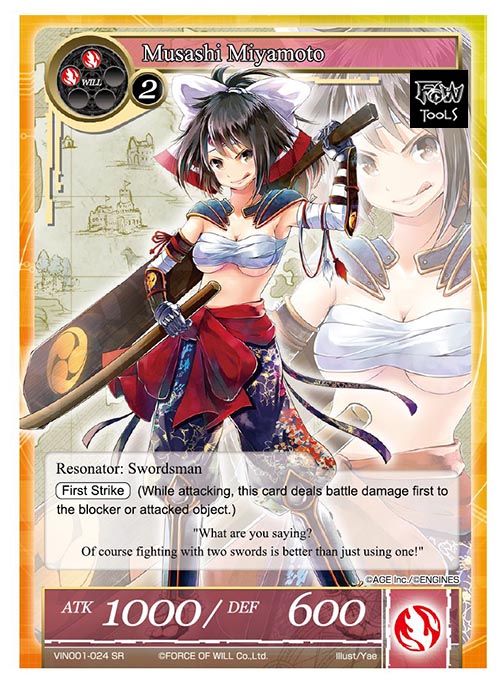 Musashi Miyamoto
WILL
2
FOW
TOOLS
Resonator: Swordsman
First Strike (While attacking, this card deals battle damage first to
the blocker or attacked object.)
"What are you saying?
Of course fighting with two swords is better than just using one!"
©AGE Inc./©ENGINES
ATK 1000/ DEF 600
VIN001-024 SR ©FORCE OF WILL Co.,Ltd. Illust/Yae